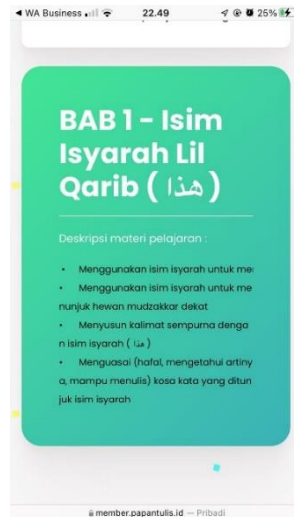 ◀ WA Business
22.49
25%
BAB 1 - Isim
Isyarah Lil
Qarib ( هذا )
Deskripsi materi pelajaran :
• Menggunakan isim isyarah untuk me
• Menggunakan isim isyarah untuk me
nunjuk hewan mudzakkar dekat
• Menyusun kalimat sempurna denga
n isim isyarah ( هذا )
• Menguasai (hafal, mengetahui artiny
a, mampu menulis) kosa kata yang ditun
juk isim isyarah
member.papantulis.id — Pribadi